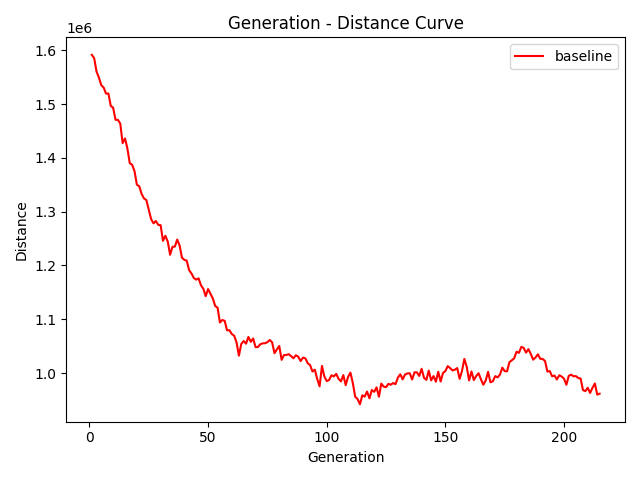 Generation - Distance Curve
1e6
baseline
1.6
1.5
1.4
1.3
1.2
1.1
1.0
Distance
0 50 100 150 200
Generation